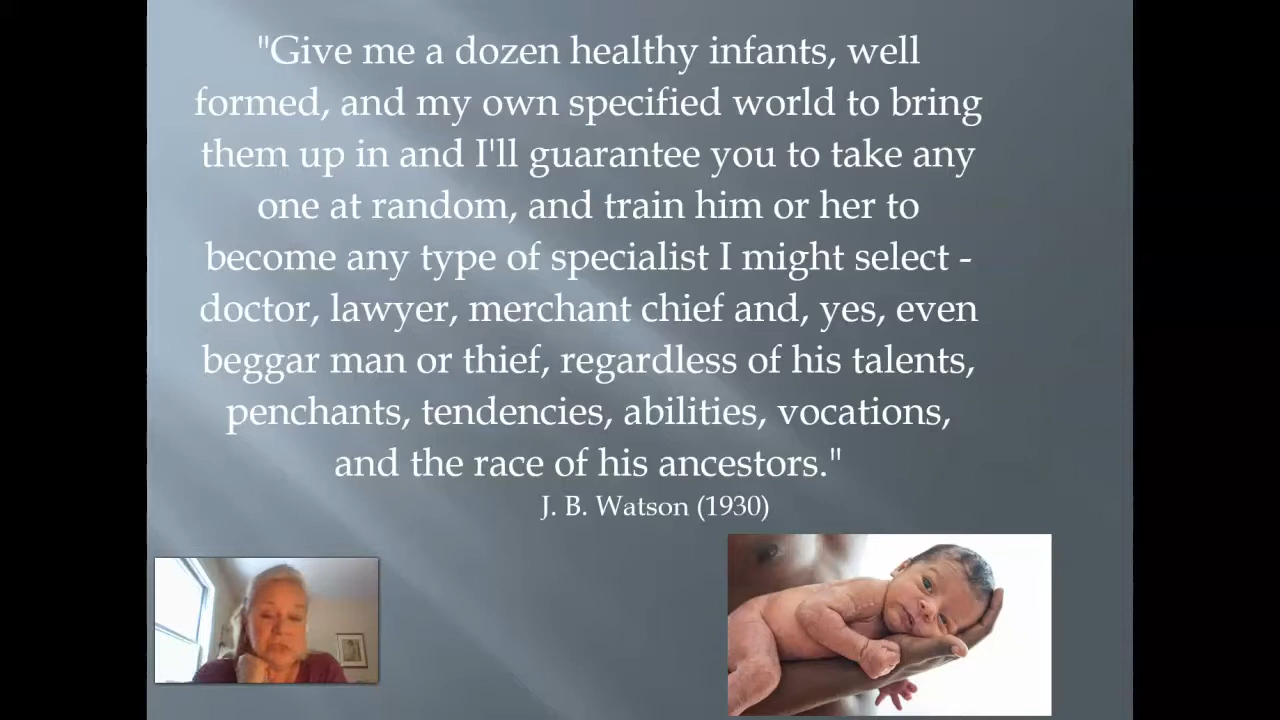 "Give me a dozen healthy infants, well
formed, and my own specified world to bring
them up in and I'll guarantee you to take any
one at random, and train him or her to
become any type of specialist I might select -
doctor, lawyer, merchant chief and, yes, even
beggar man or thief, regardless of his talents,
penchants, tendencies, abilities, vocations,
and the race of his ancestors."
J. B. Watson (1930)